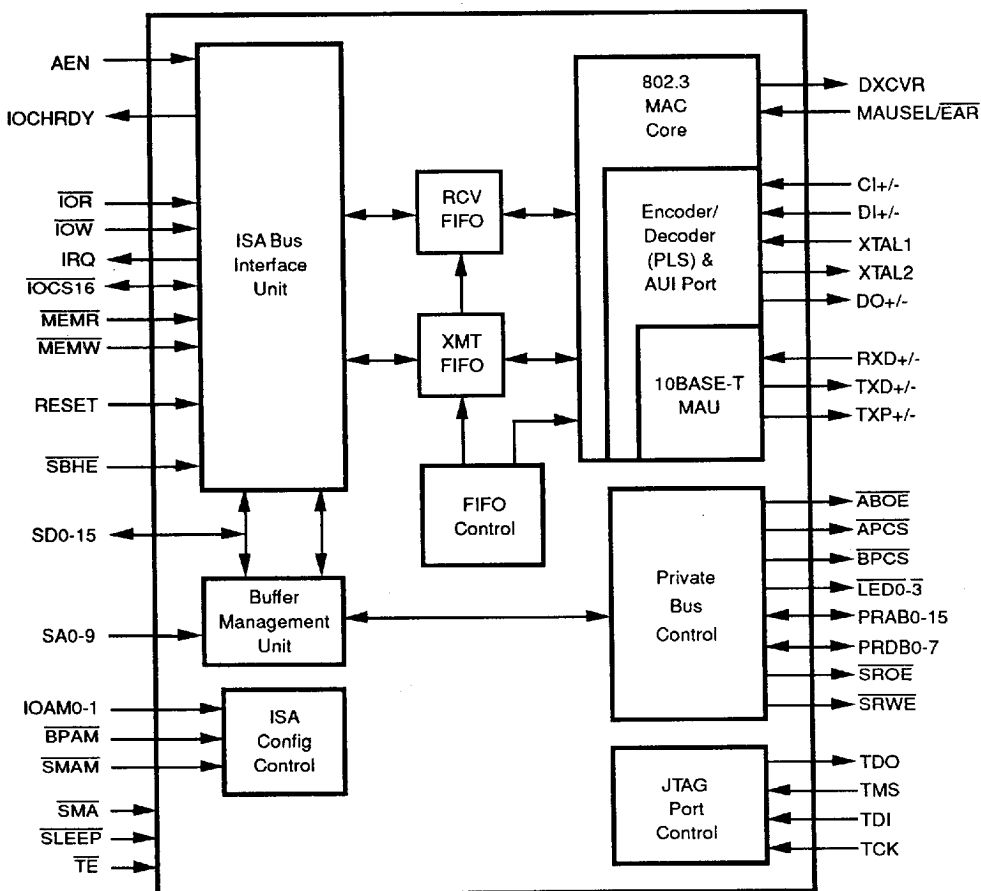 AEN
IOCHRDY
IOR
IOW
IRQ
IOCS16
MEMR
MEMW
RESET
SBHE
SD0-15
SA0-9
IOAM0-1
BPAM
SMAM
SMA
SLEEP
TE
ISA Bus
Interface
Unit
Buffer
Management
Unit
ISA
Config
Control
RCV
FIFO
XMT
FIFO
FIFO
Control
802.3
MAC
Core
Encoder/
Decoder
(PLS) &
AUI Port
10BASE-T
MAU
Private
Bus
Control
JTAG
Port
Control
DXCVR
MAUSEL/EAR
CI+/-
DI+/-
XTAL1
XTAL2
DO+/-
RXD+/-
TXD+/-
TXP+/-
ABOE
APCS
BPCS
LED0-3
PRAB0-15
PRDB0-7
SROE
SRWE
TDO
TMS
TDI
TCK